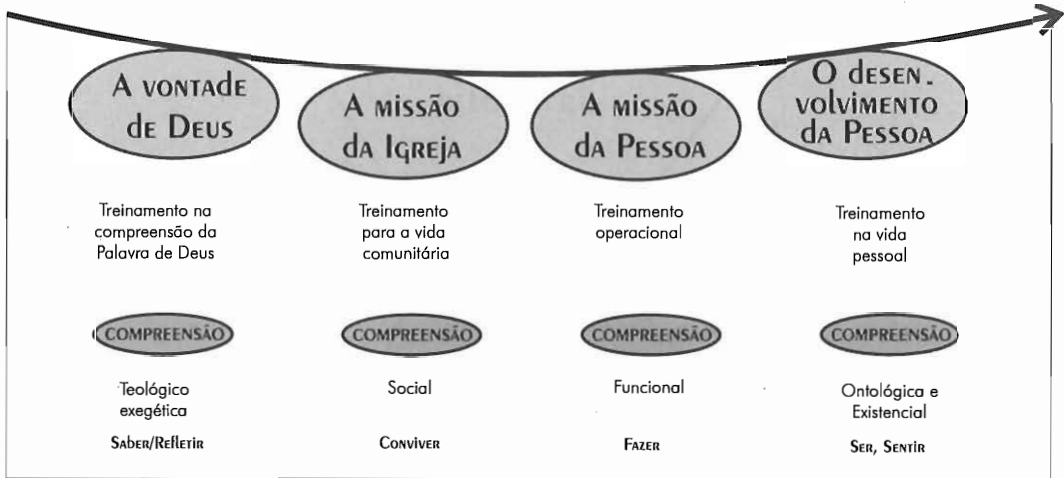 A vontade
de Deus
A missão
da Igreja
A missão
da Pessoa
O desen-
volvimento
da Pessoa
Treinamento na
compreensão da
Palavra de Deus
Treinamento
para a vida
comunitária
Treinamento
operacional
Treinamento
na vida
pessoal
COMPREENSÃO
COMPREENSÃO
COMPREENSÃO
COMPREENSÃO
Teológico
exegética
Social
Funcional
Ontológica e
Existencial
Saber/Refletir
Conviver
Fazer
Ser, Sentir